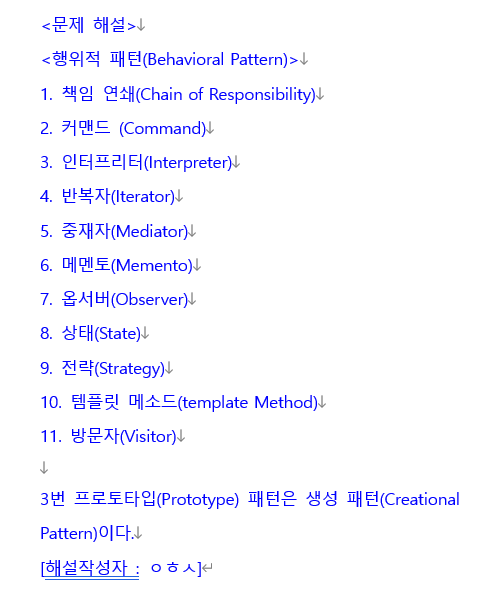 <문제 해설>↓
<행위적 패턴(Behavioral Pattern)>↓
1. 책임 연쇄(Chain of Responsibility)↓
2. 커맨드 (Command)↓
3. 인터프리터(Interpreter)↓
4. 반복자(Iterator)↓
5. 중재자(Mediator)↓
6. 메멘토(Memento)↓
7. 옵서버(Observer)↓
8. 상태(State)↓
9. 전략(Strategy)↓
10. 템플릿 메소드(template Method)↓
11. 방문자(Visitor)↓
↓
3번 프로토타입(Prototype) 패턴은 생성 패턴(Creational
Pattern)이다.↓
[해설작성자 : ㅇㅎㅅ]↵